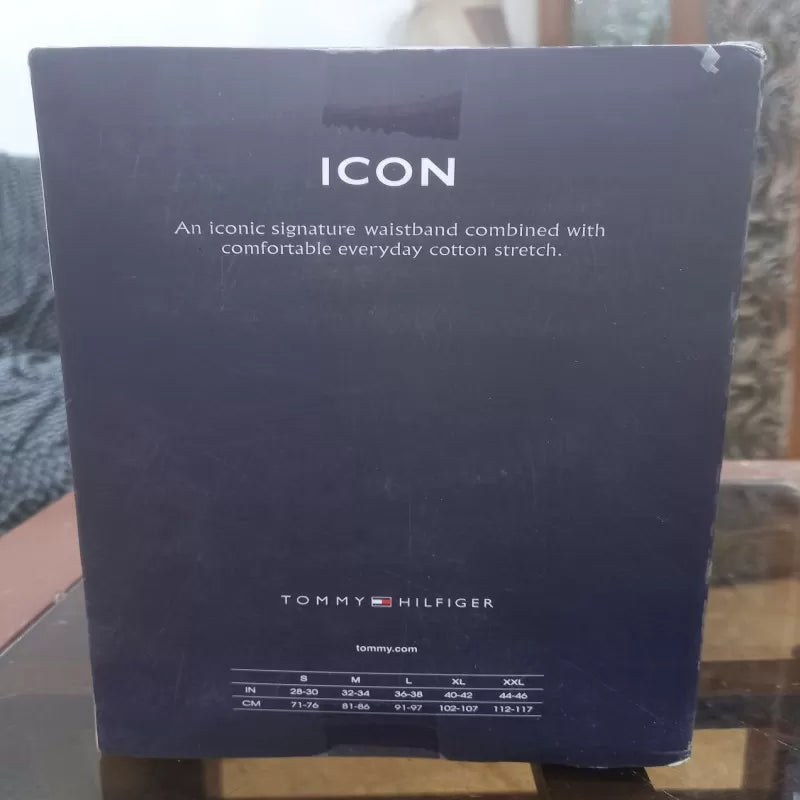 ICON
An iconic signature waistband combined with
comfortable everyday cotton stretch.
TOMMY HILFIGER
tommy.com
S M L XL XXL
IN 28-30 32-34 36-38 40-42 44-46
CM 71-76 81-86 91-97 102-107 112-117